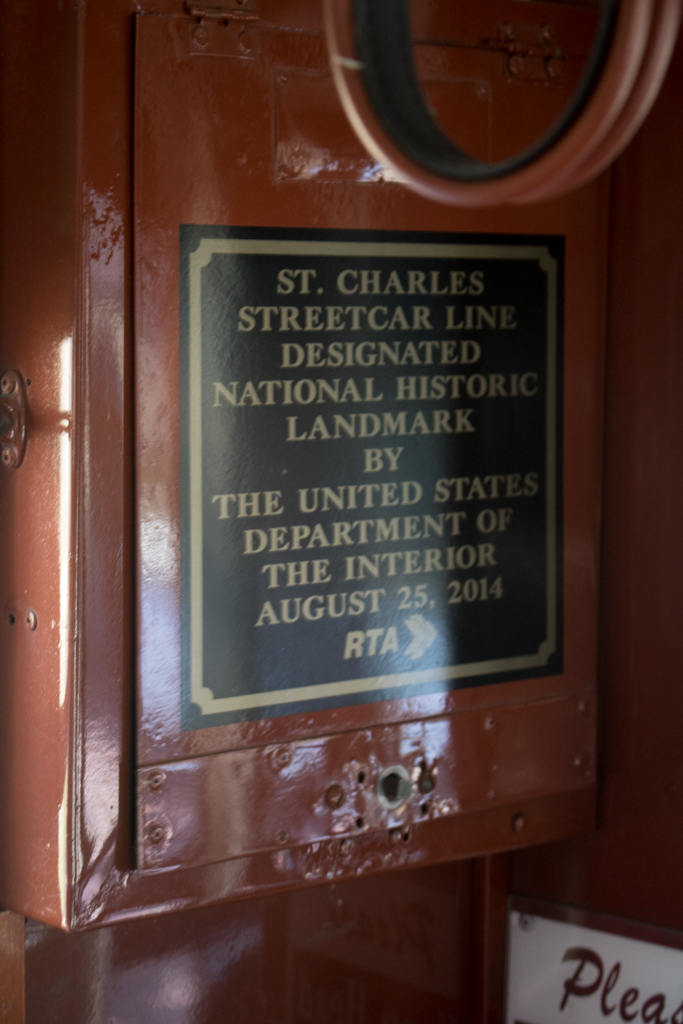 ST. CHARLES
STREETCAR LINE
DESIGNATED
NATIONAL HISTORIC
LANDMARK
BY
THE UNITED STATES
DEPARTMENT OF
THE INTERIOR
AUGUST 25, 2014
RTA